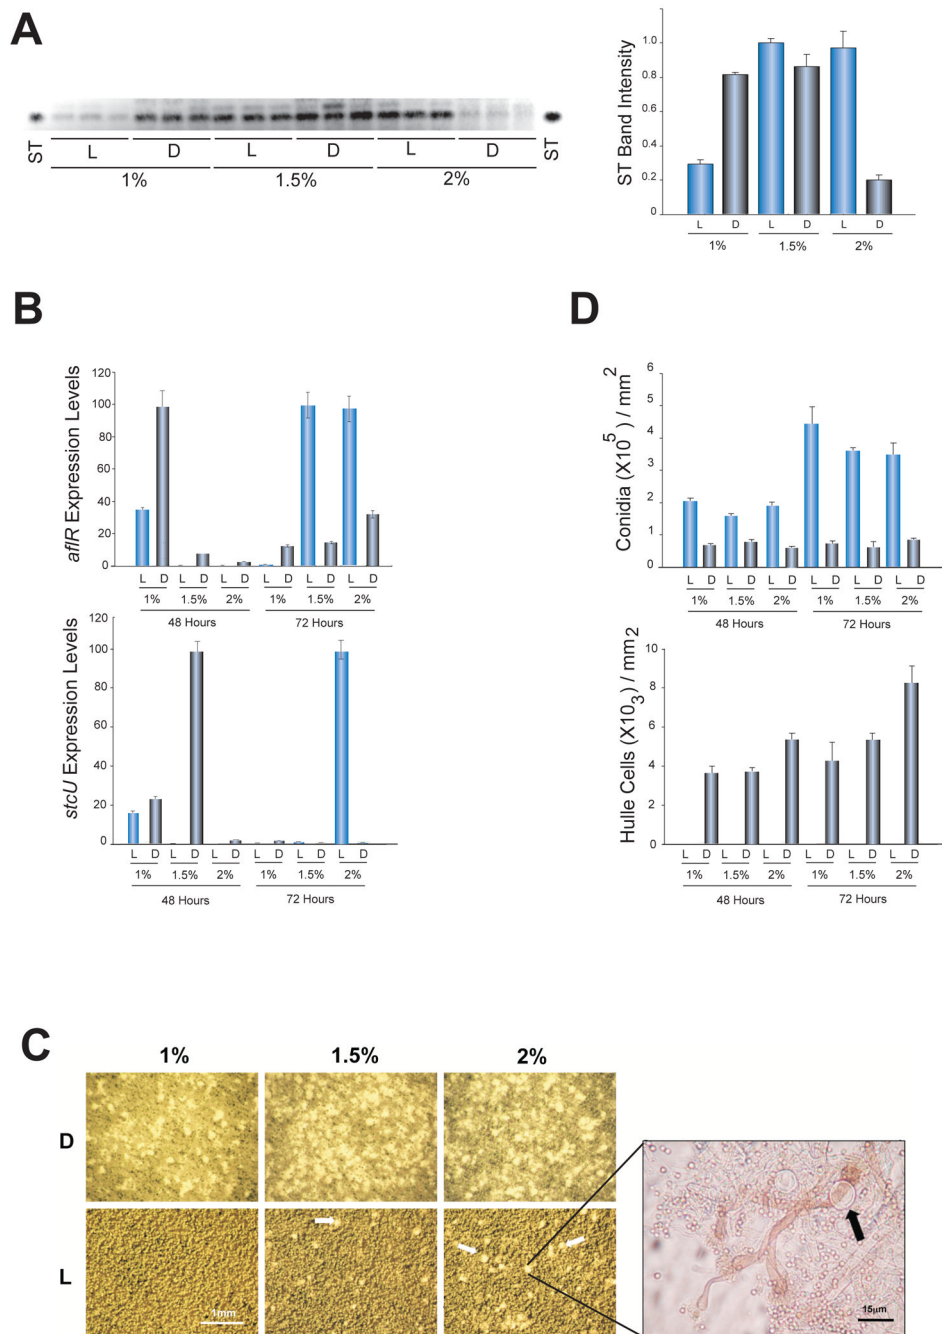 A
ST
L
D
L
D
L
D
ST
1%
1.5%
2%
ST Band Intensity
1.0
0.8
0.6
0.4
0.2
0
L
D
L
D
L
D
1%
1.5%
2%
B
aflR Expression Levels
120
100
80
60
40
20
0
L D L D L D L D L D L D
1% 1.5% 2% 1% 1.5% 2%
48 Hours 72 Hours
stcU Expression Levels
120
100
80
60
40
20
0
L D L D L D L D L D L D
1% 1.5% 2% 1% 1.5% 2%
48 Hours 72 Hours
D
Conidia (X10^5) / mm^2
6
5
4
3
2
1
0
L D L D L D L D L D L D
1% 1.5% 2% 1% 1.5% 2%
48 Hours 72 Hours
Hulle Cells (X10_3) / mm2
10
8
6
4
2
0
L D L D L D L D L D L D
1% 1.5% 2% 1% 1.5% 2%
48 Hours 72 Hours
C
1% 1.5% 2%
D
L
1mm
15µm